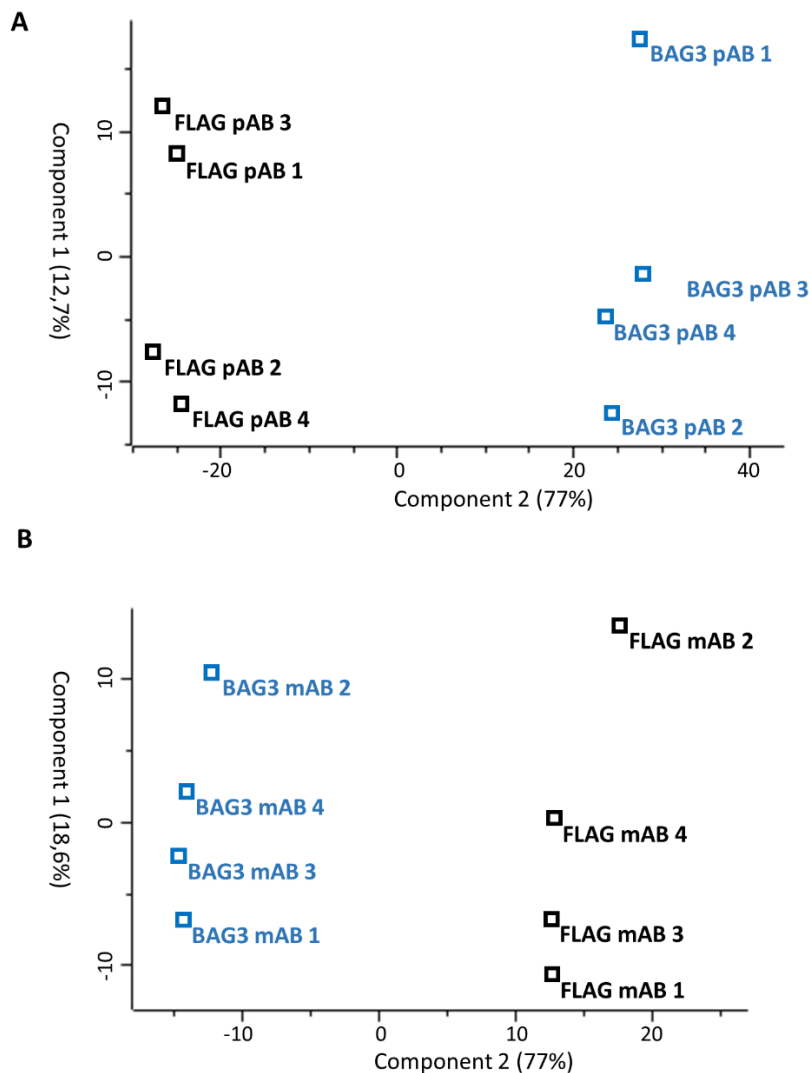 A
BAG3 pAB 1
FLAG pAB 3
FLAG pAB 1
BAG3 pAB 3
BAG3 pAB 4
FLAG pAB 2
FLAG pAB 4
BAG3 pAB 2
Component 1 (12,7%)
10
0
-10
-20
0
20
40
Component 2 (77%)
B
FLAG mAB 2
BAG3 mAB 2
BAG3 mAB 4
FLAG mAB 4
BAG3 mAB 3
BAG3 mAB 1
FLAG mAB 3
FLAG mAB 1
Component 1 (18,6%)
10
0
-10
-10
0
10
20
Component 2 (77%)